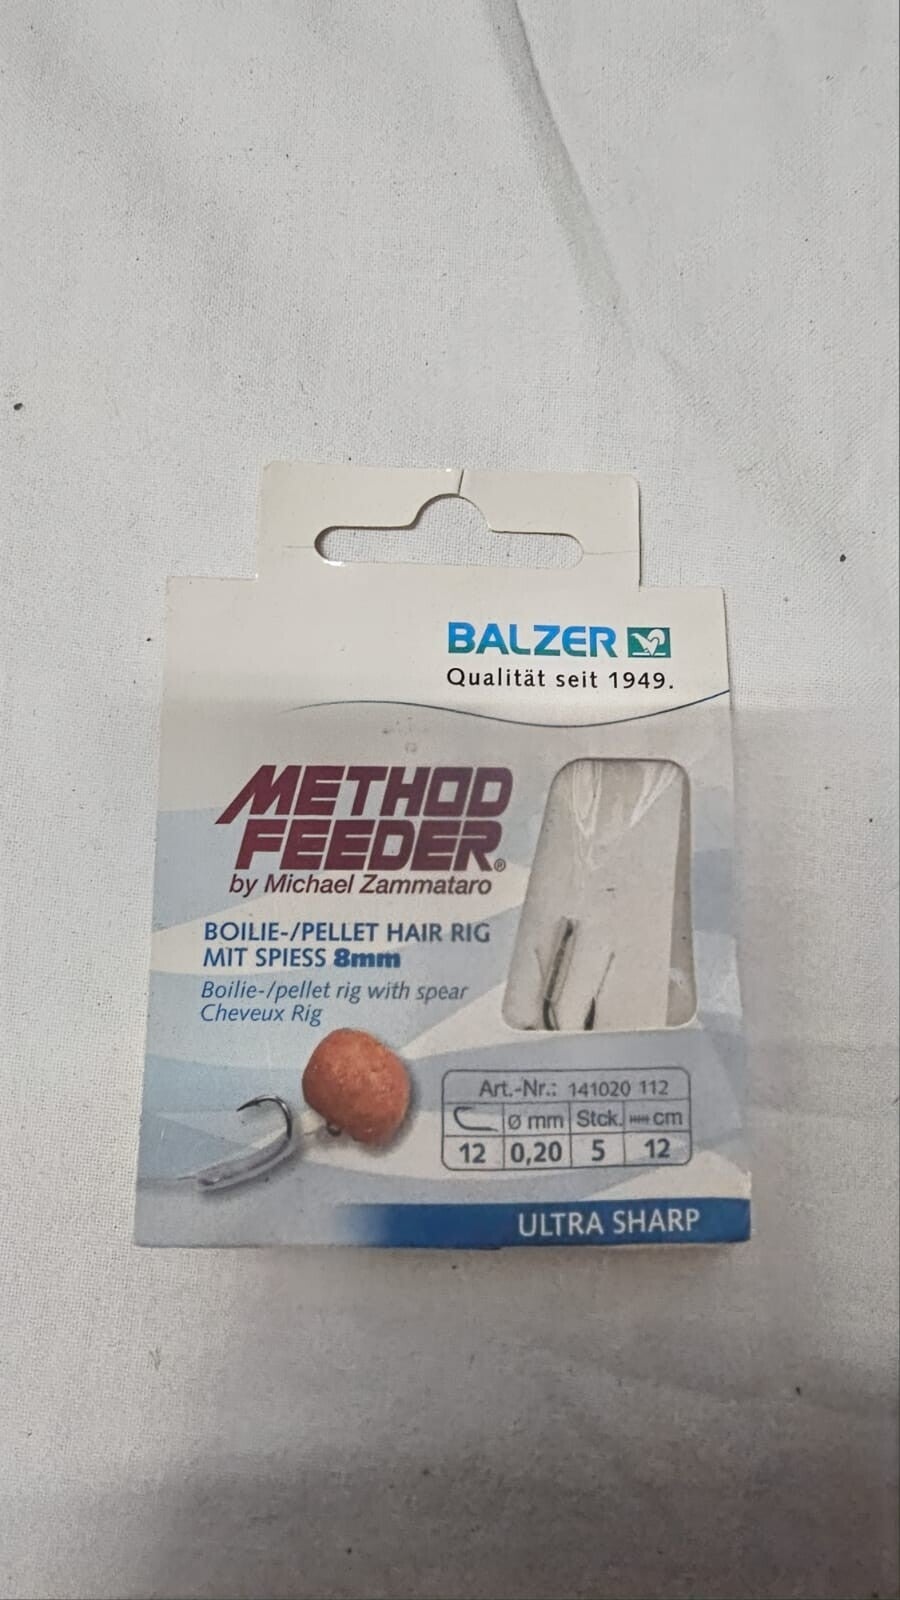 BALZER
Qualität seit 1949.
METHOD
FEEDER®
by Michael Zammataro
BOILIE-/PELLET HAIR RIG
MIT SPIESS 8mm
Boilie-/pellet rig with spear
Cheveux Rig
Art.-Nr.: 141020 112
Ø mm Stck. cm
12 0,20 5 12
ULTRA SHARP